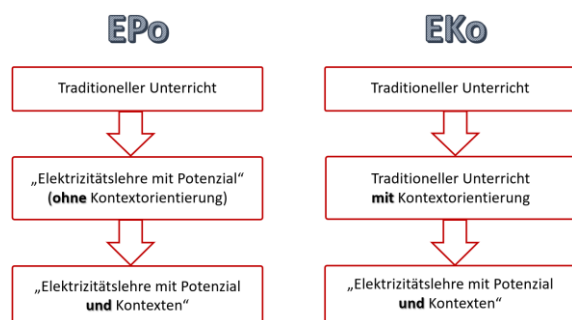 EPo
Traditioneller Unterricht
„Elektrizitätslehre mit Potenzial“
(ohne Kontextorientierung)
„Elektrizitätslehre mit Potenzial
und Kontexten“
EKo
Traditioneller Unterricht
Traditioneller Unterricht
mit Kontextorientierung
„Elektrizitätslehre mit Potenzial
und Kontexten“